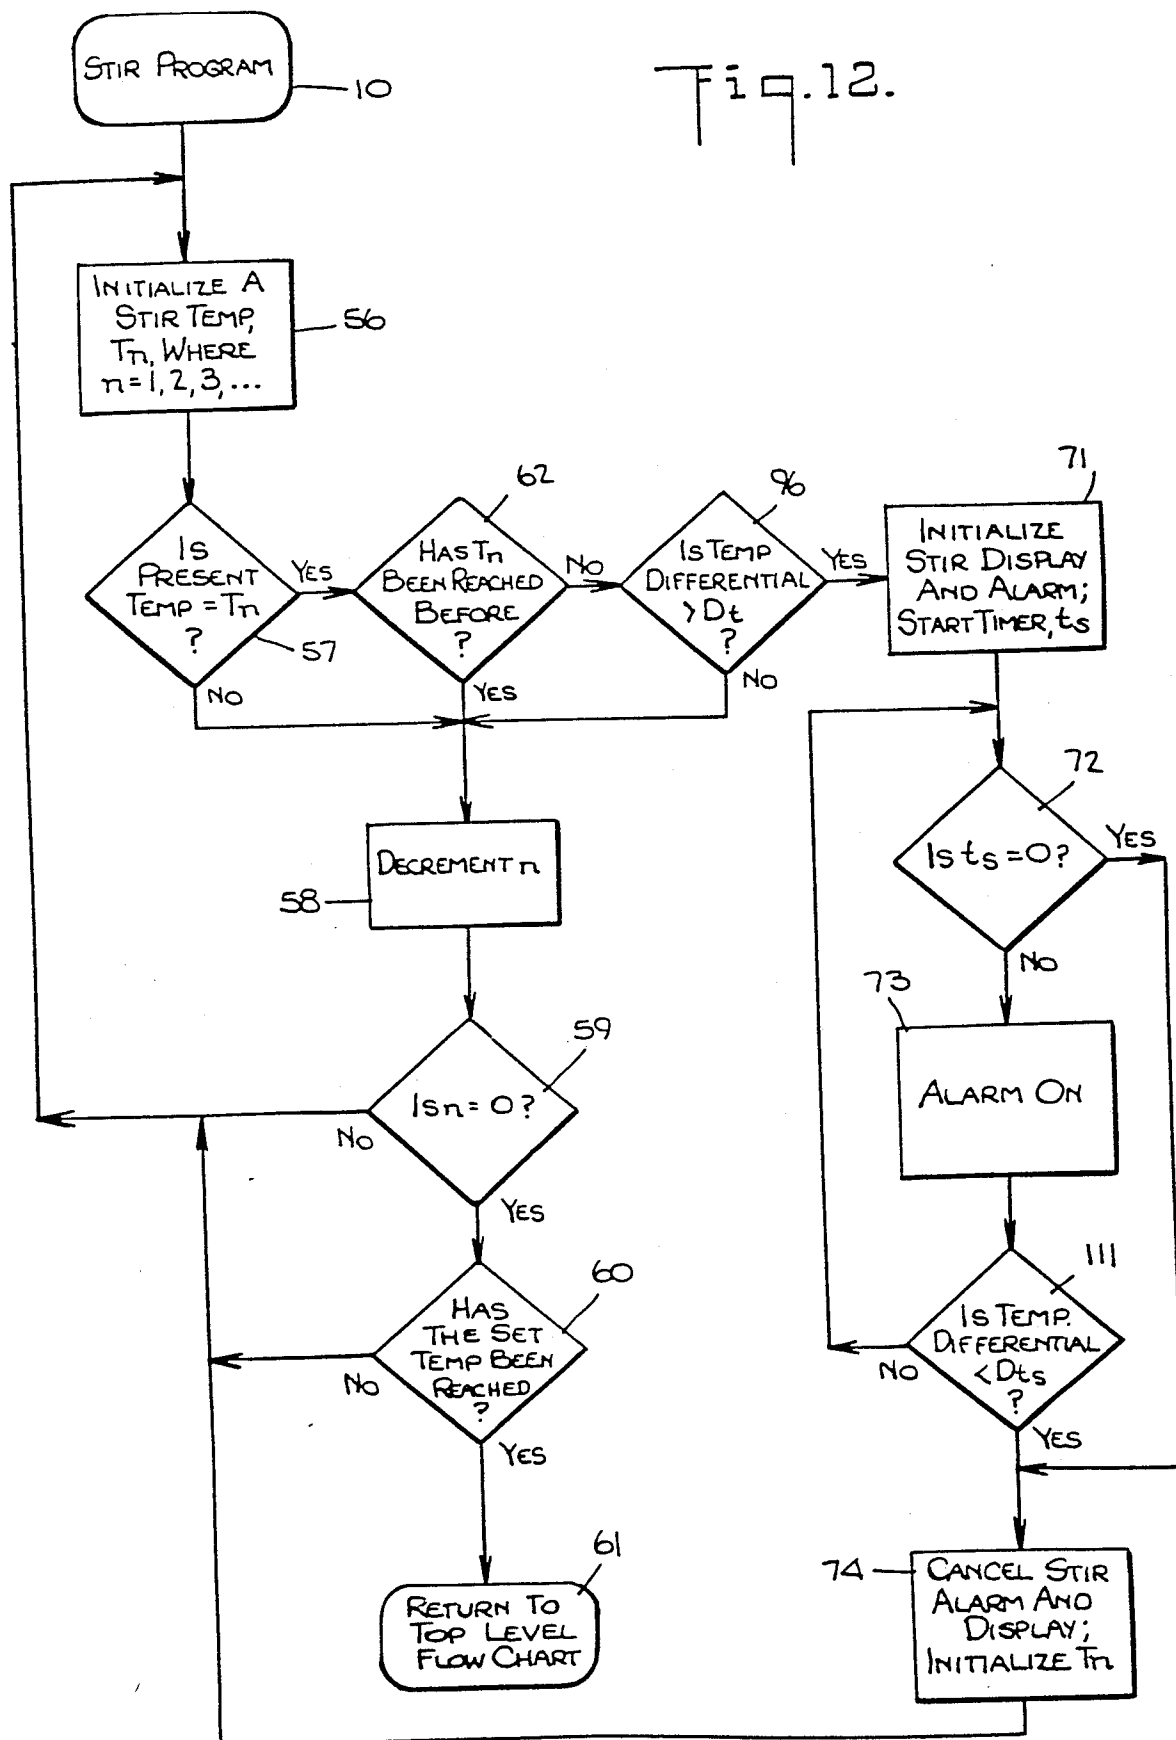 Fig.12.
STIR PROGRAM
10
INITIALIZE A
STIR TEMP,
Tn, WHERE
n=1, 2, 3, ...
56
IS
PRESENT
TEMP = Tn
?
57
YES
NO
62
HAS Tn
BEEN REACHED
BEFORE
?
NO
YES
96
IS TEMP
DIFFERENTIAL
>Dt
?
YES
NO
71
INITIALIZE
STIR DISPLAY
AND ALARM;
START TIMER, ts
72
IS ts = 0?
YES
NO
DECREMENT n
58
73
ALARM ON
59
IS n = 0?
NO
YES
111
IS TEMP.
DIFFERENTIAL
<Dts
?
NO
YES
60
HAS
THE SET
TEMP BEEN
REACHED
?
NO
YES
61
RETURN TO
TOP LEVEL
FLOW CHART
74
CANCEL STIR
ALARM AND
DISPLAY;
INITIALIZE Tn